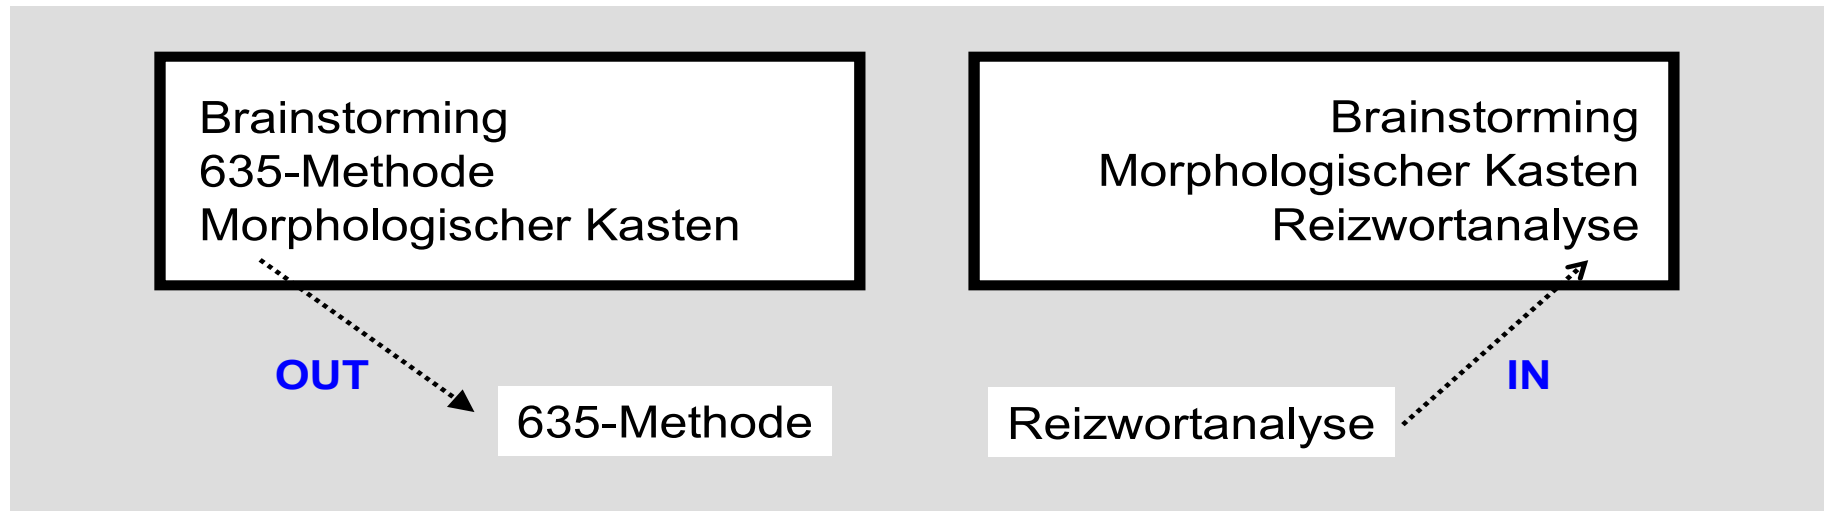 Brainstorming
635-Methode
Morphologischer Kasten
Brainstorming
Morphologischer Kasten
Reizwortanalyse
OUT
IN
635-Methode
Reizwortanalyse